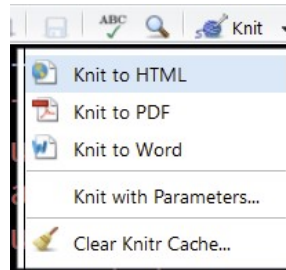 ABC Knit
Knit to HTML
Knit to PDF
Knit to Word
Knit with Parameters...
Clear Knitr Cache...